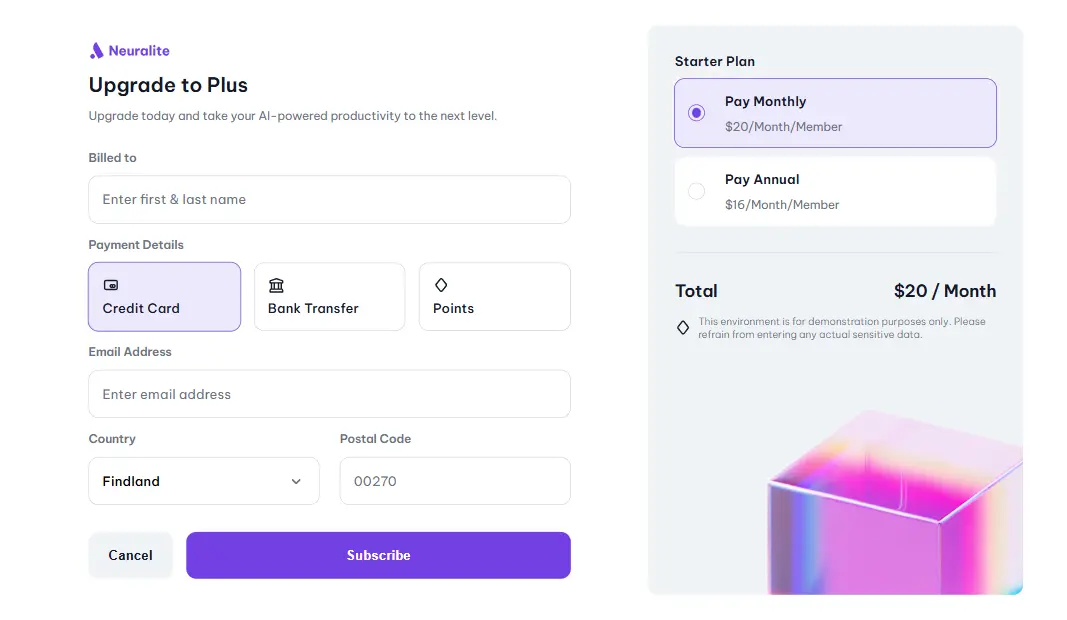 Neuralite
Upgrade to Plus
Upgrade today and take your AI-powered productivity to the next level.
Billed to
Enter first & last name
Payment Details
Credit Card
Bank Transfer
Points
Email Address
Enter email address
Country
Postal Code
Findland
00270
Cancel
Subscribe
Starter Plan
Pay Monthly
$20/Month/Member
Pay Annual
$16/Month/Member
Total
$20 / Month
This environment is for demonstration purposes only. Please
refrain from entering any actual sensitive data.